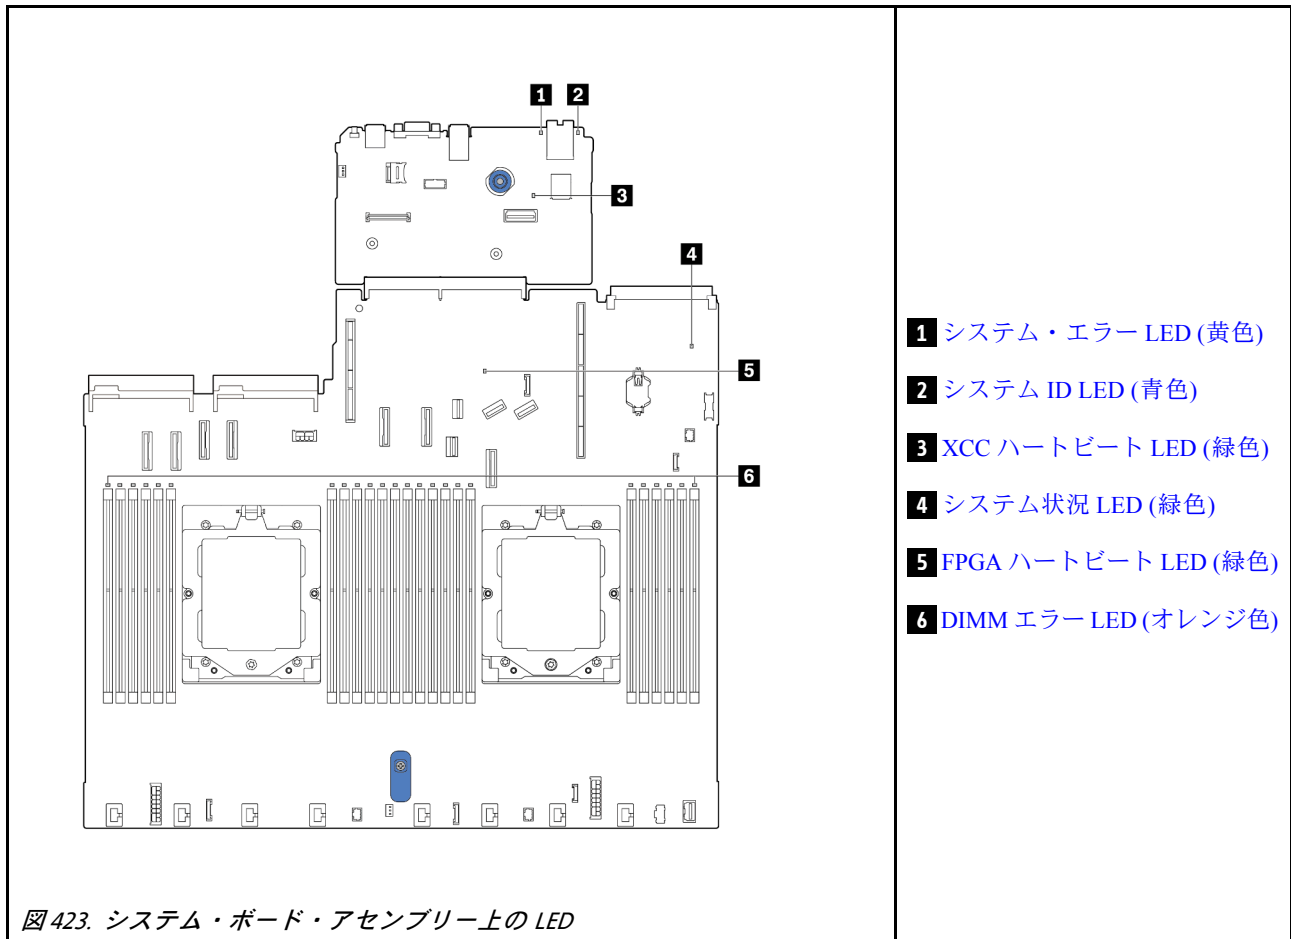 1
2
3
4
5
6
1 システム・エラー LED (黄色)
2 システム ID LED (青色)
3 XCC ハートビート LED (緑色)
4 システム状況 LED (緑色)
5 FPGA ハートビート LED (緑色)
6 DIMM エラー LED (オレンジ色)
図 423. システム・ボード・アセンブリー上の LED